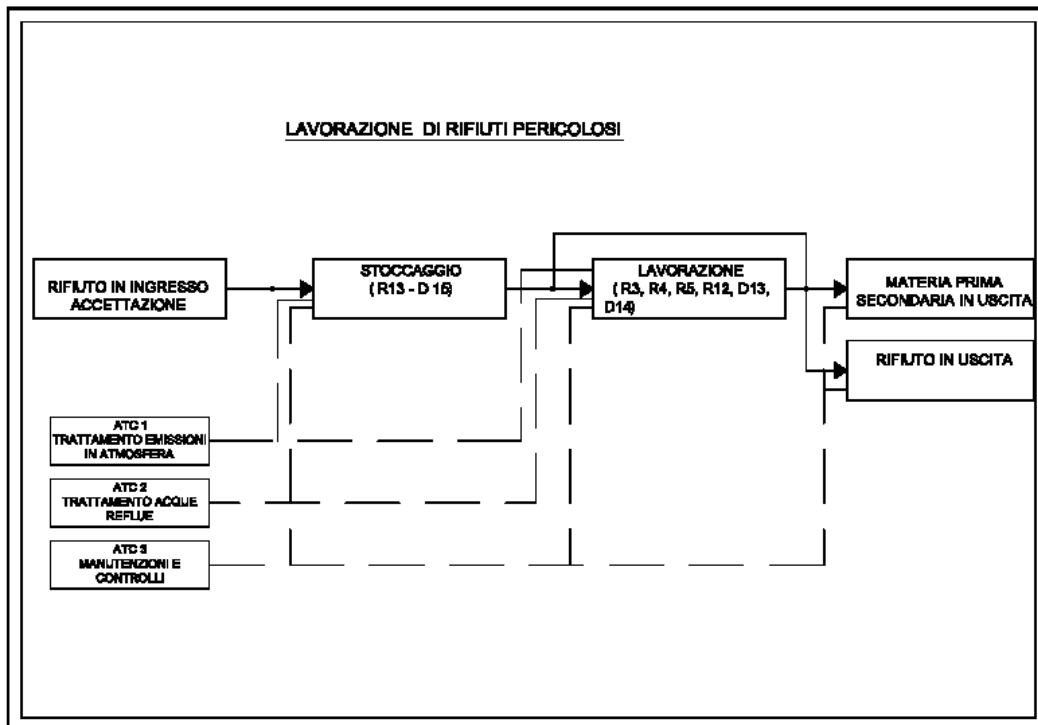 LAVORAZIONE DI RIFIUTI PERICOLOSI
RIFIUTO IN INGRESSO
ACCETTAZIONE
STOCCAGGIO
( R13 - D 15)
LAVORAZIONE
( R3, R4, R5, R12, D13,
D14)
MATERIA PRIMA
SECONDARIA IN USCITA
RIFIUTO IN USCITA
ATC 1
TRATTAMENTO EMISSIONI
IN ATMOSFERA
ATC 2
TRATTAMENTO ACQUE
REFLUE
ATC 3
MANUTENZIONI E
CONTROLLI